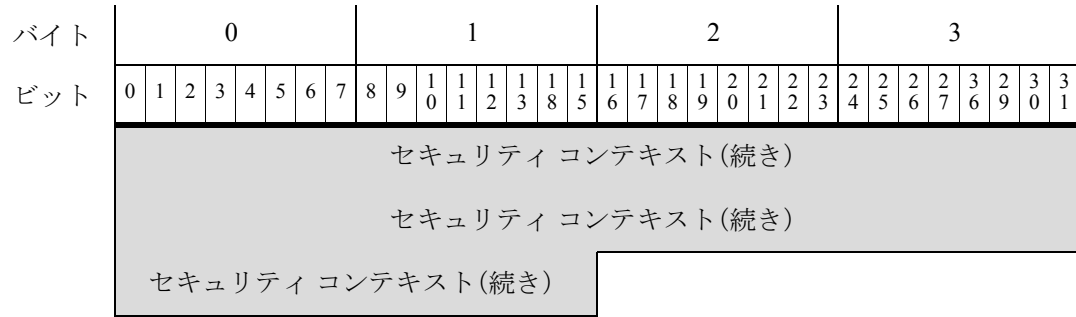 バイト 0 1 2 3
ビット 0 1 2 3 4 5 6 7 8 9 10 11 12 13 18 15 16 17 18 19 20 21 22 23 24 25 26 27 36 29 30 31
セキュリティ コンテキスト(続き)
セキュリティ コンテキスト(続き)
セキュリティ コンテキスト(続き)